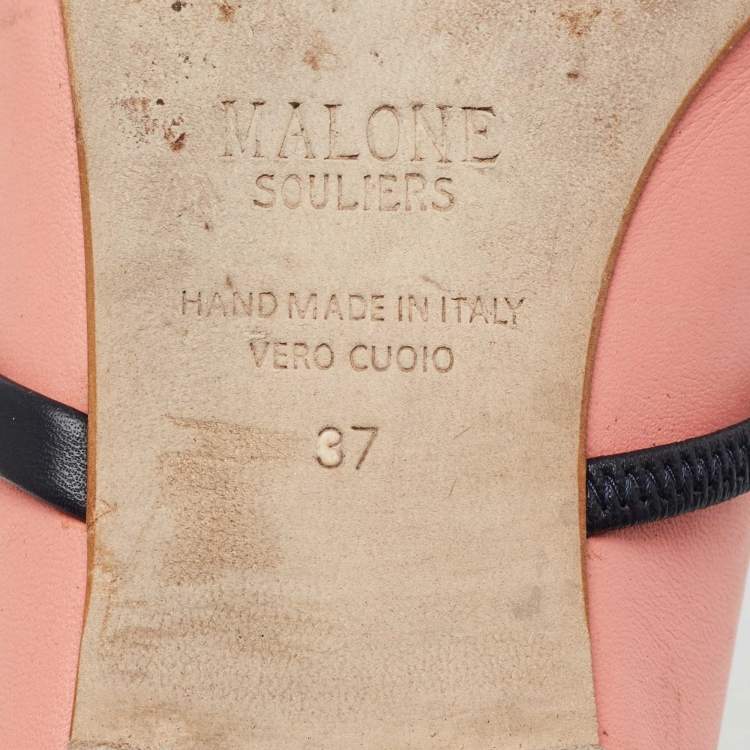 MALONE
SOULIERS
HAND MADE IN ITALY
VERO CUOIO
37